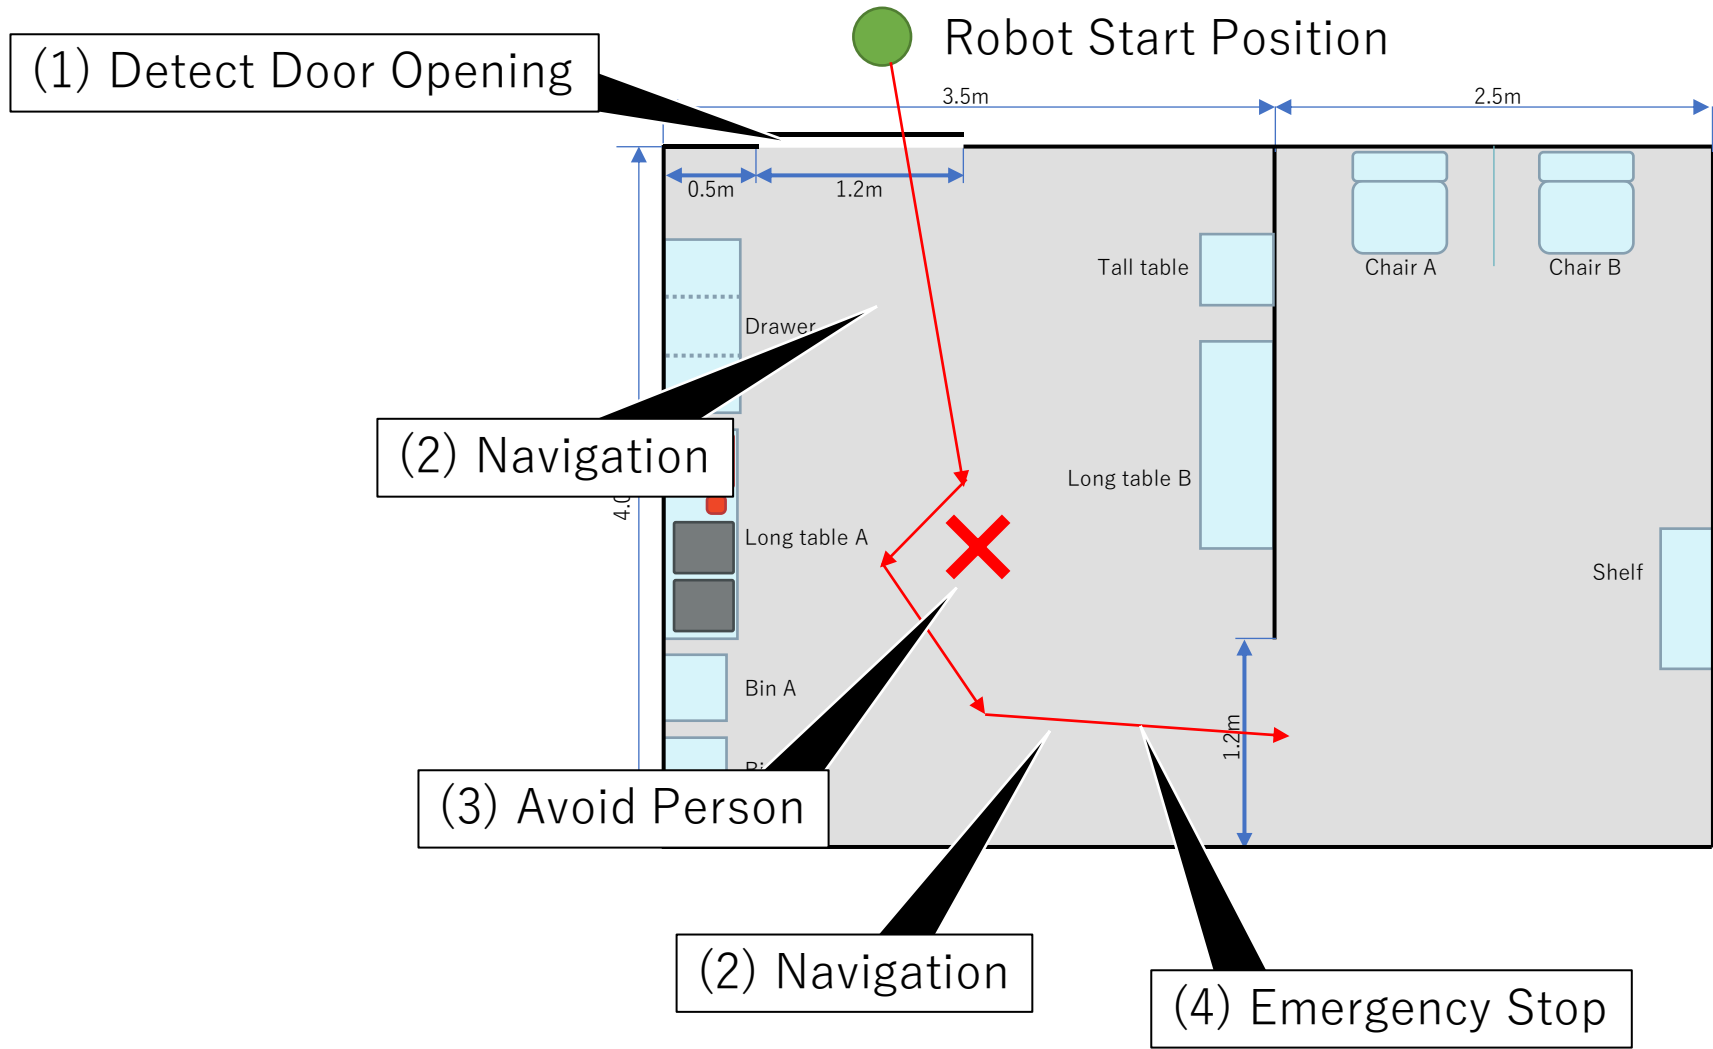 Robot Start Position
(1) Detect Door Opening
3.5m
2.5m
0.5m
1.2m
Tall table
Chair A
Chair B
Drawer
(2) Navigation
Long table B
Long table A
Shelf
Bin A
1.2m
(3) Avoid Person
(2) Navigation
(4) Emergency Stop